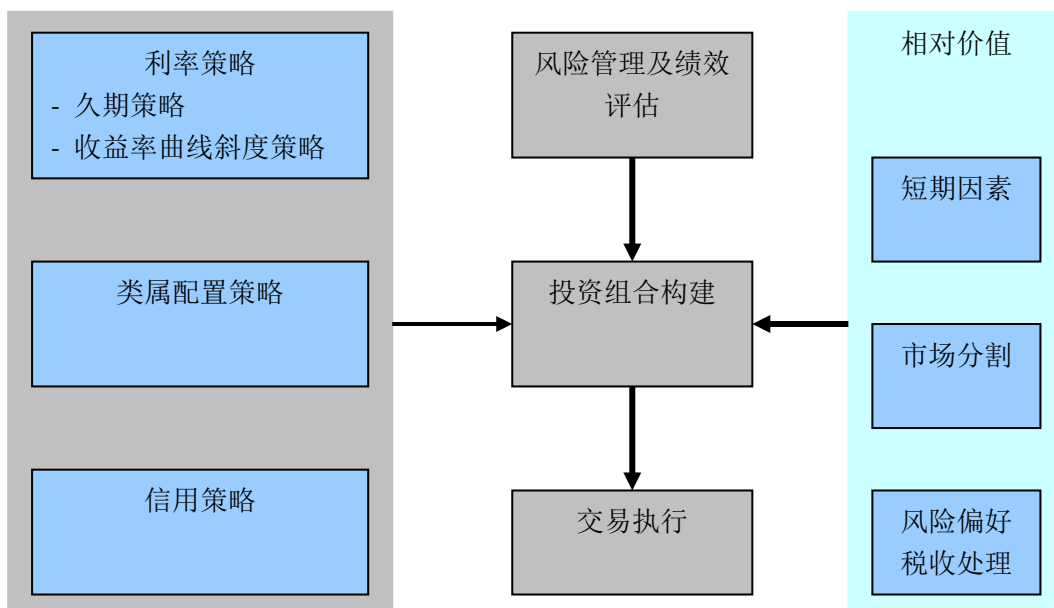 利率策略
- 久期策略
- 收益率曲线斜度策略
类属配置策略
信用策略
风险管理及绩效
评估
投资组合构建
交易执行
相对价值
短期因素
市场分割
风险偏好
税收处理